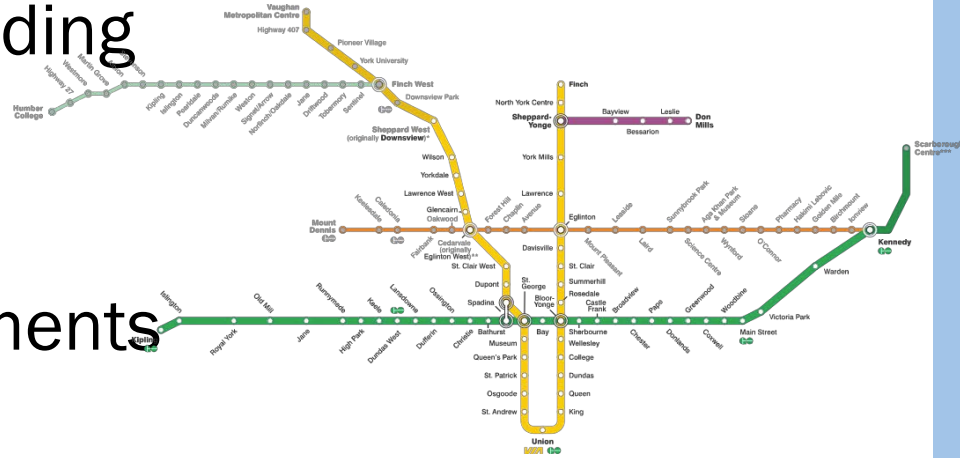 ding
ments
Vaughan
Metropolitan Centre
Highway 407
Pioneer Village
York University
Finch West
Downsview Park
Sheppard West
(originally Downsview)*
Wilson
Yorkdale
Lawrence West
Glencairn
Oakwood
Cedarvale
(originally
Eglinton West)**
St. Clair West
Dupont
Spadina
St.
George
Museum
Queen's Park
St. Patrick
Osgoode
St. Andrew
Union
King
Queen
Dundas
College
Wellesley
Bloor-
Yonge
Rosedale
Summerhill
St. Clair
Davisville
Eglinton
Lawrence
York Mills
Sheppard-
Yonge
North York Centre
Finch
Bayview
Bessarion
Leslie
Don
Mills
Humber
College
Highway 27
Westmore
Martin Grove
Kipling
Islington
Pearldale
Duncanwoods
Milvan/Rumike
Weston
Signet/Arrow
Norfinch/Oakdale
Jane
Driftwood
Tobermory
Sentinel
Mount
Dennis
Keelesdale
Caledonia
Fairbank
Forest Hill
Chaplin
Avenue
Mount Pleasant
Leaside
Laird
Sunnybrook Park
Science Centre
Aga Khan Park
& Museum
Wynford
Sloane
O'Connor
Pharmacy
Hakimi Lebovic
Golden Mile
Birchmount
Ionview
Kennedy
Scarborough
Centre***
Kipling
Islington
Royal York
Old Mill
Jane
Runnymede
High Park
Keele
Dundas West
Lansdowne
Dufferin
Ossington
Christie
Bathurst
Bay
Sherbourne
Castle
Frank
Broadview
Chester
Pape
Donlands
Greenwood
Coxwell
Woodbine
Main Street
Victoria Park
Warden